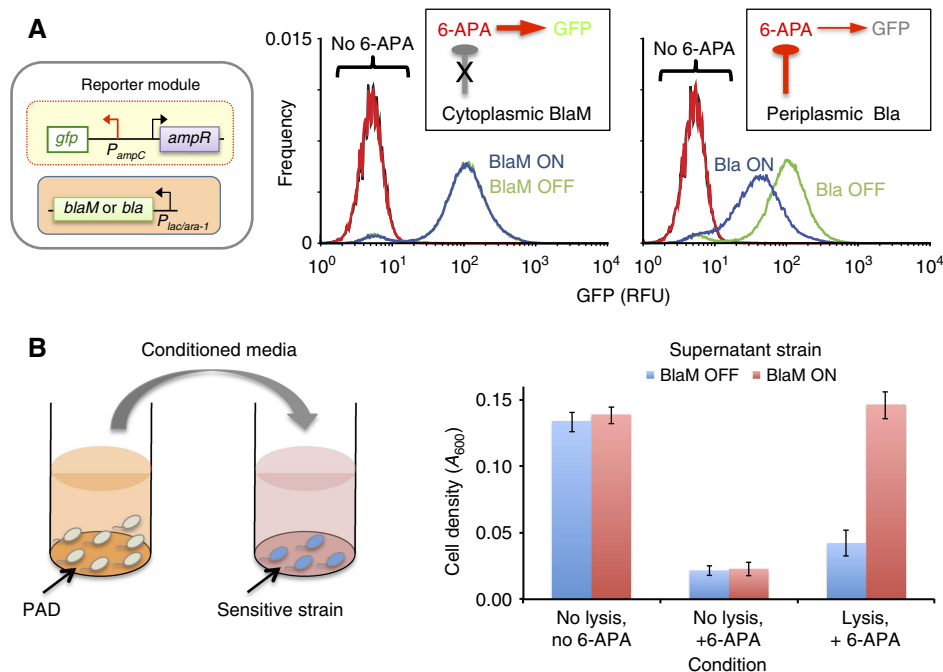 A
Reporter module
gfp
P_ampC
ampR
blaM or bla
P_lac/ara-1
0.015
Frequency
0
No 6-APA
6-APA
GFP
X
Cytoplasmic BlaM
BlaM ON
BlaM OFF
10^0
10^1
10^2
10^3
10^4
No 6-APA
6-APA
GFP
Periplasmic Bla
Bla ON
Bla OFF
10^0
10^1
10^2
10^3
10^4
GFP (RFU)
B
Conditioned media
PAD
Sensitive strain
Supernatant strain
BlaM OFF
BlaM ON
Cell density (A_600)
0.15
0.10
0.05
0.00
No lysis,
no 6-APA
No lysis,
+6-APA
Lysis,
+ 6-APA
Condition